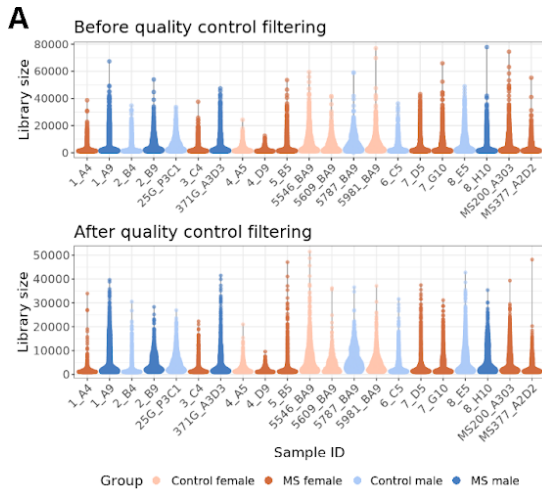 A
Before quality control filtering
Library size
80000
60000
40000
20000
0
1_A4 1_A9 2_B4 2_B9 25G_P3C1 3_C4 371G_A3D3 4_A5 4_D9 5_B5 5546_BA9 5609_BA9 5787_BA9 5981_BA9 6_C5 7_D5 7_G10 8_E5 8_H10 MS200_A303 MS377_A2D2
After quality control filtering
Library size
50000
40000
30000
20000
10000
0
1_A4 1_A9 2_B4 2_B9 25G_P3C1 3_C4 371G_A3D3 4_A5 4_D9 5_B5 5546_BA9 5609_BA9 5787_BA9 5981_BA9 6_C5 7_D5 7_G10 8_E5 8_H10 MS200_A303 MS377_A2D2
Sample ID
Group Control female MS female Control male MS male